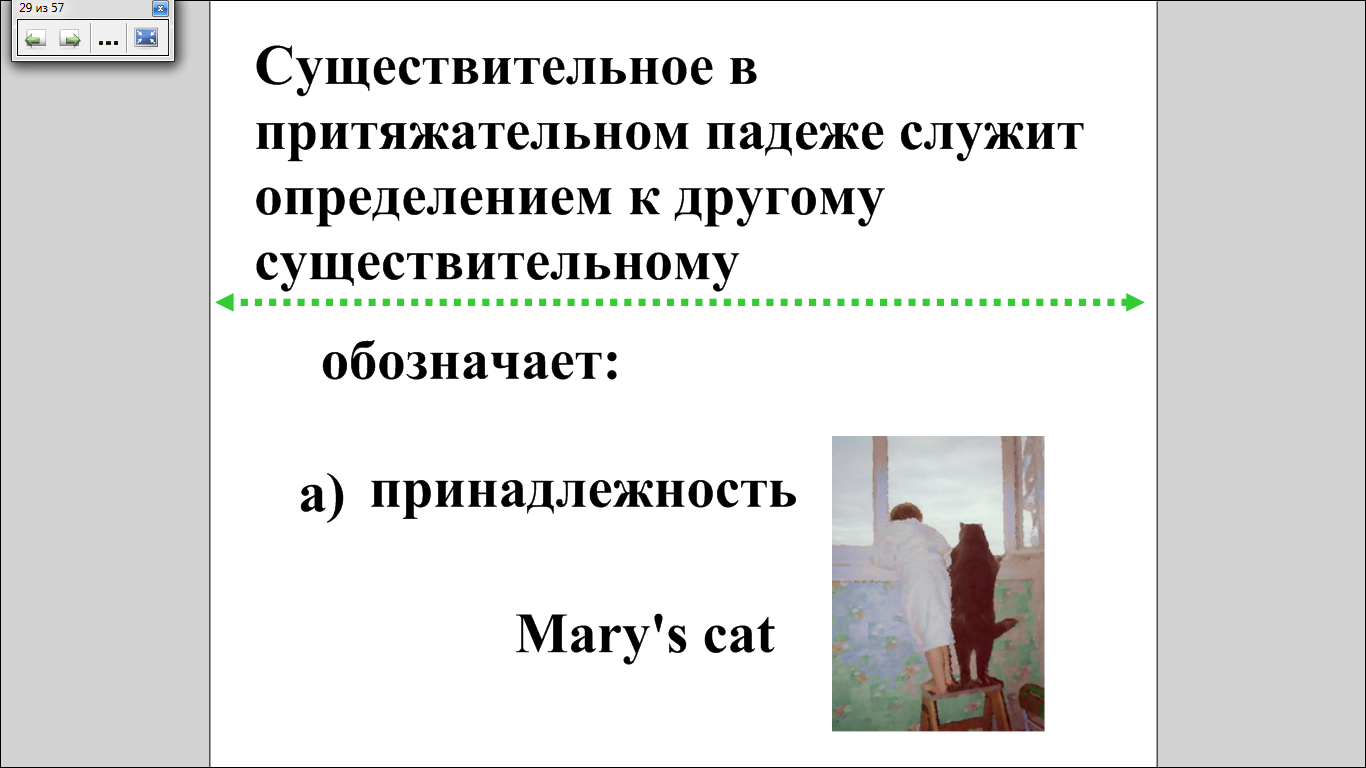 29 из 57
...
Существительное в
притяжательном падеже служит
определением к другому
существительному
обозначает:
а) принадлежность
Mary's cat